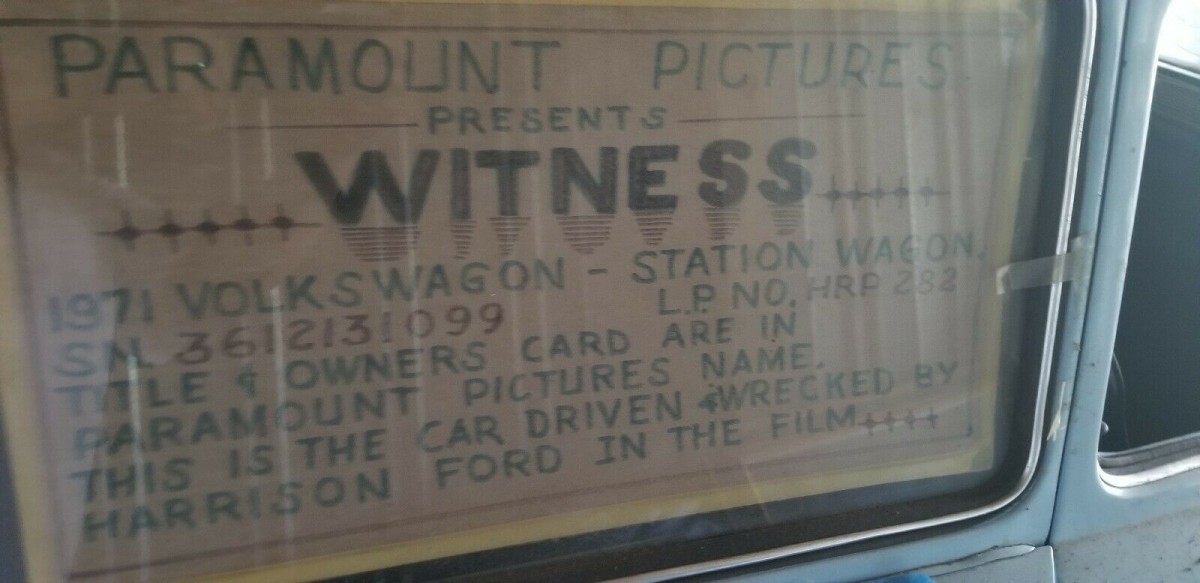 PARAMOUNT PICTURES
PRESENTS
WITNESS
1971 VOLKSWAGON - STATION WAGON.
SN. 3612131099 L.P. NO. HRP 282
TITLE & OWNERS CARD ARE IN
PARAMOUNT PICTURES NAME.
THIS IS THE CAR DRIVEN & WRECKED BY
HARRISON FORD IN THE FILM